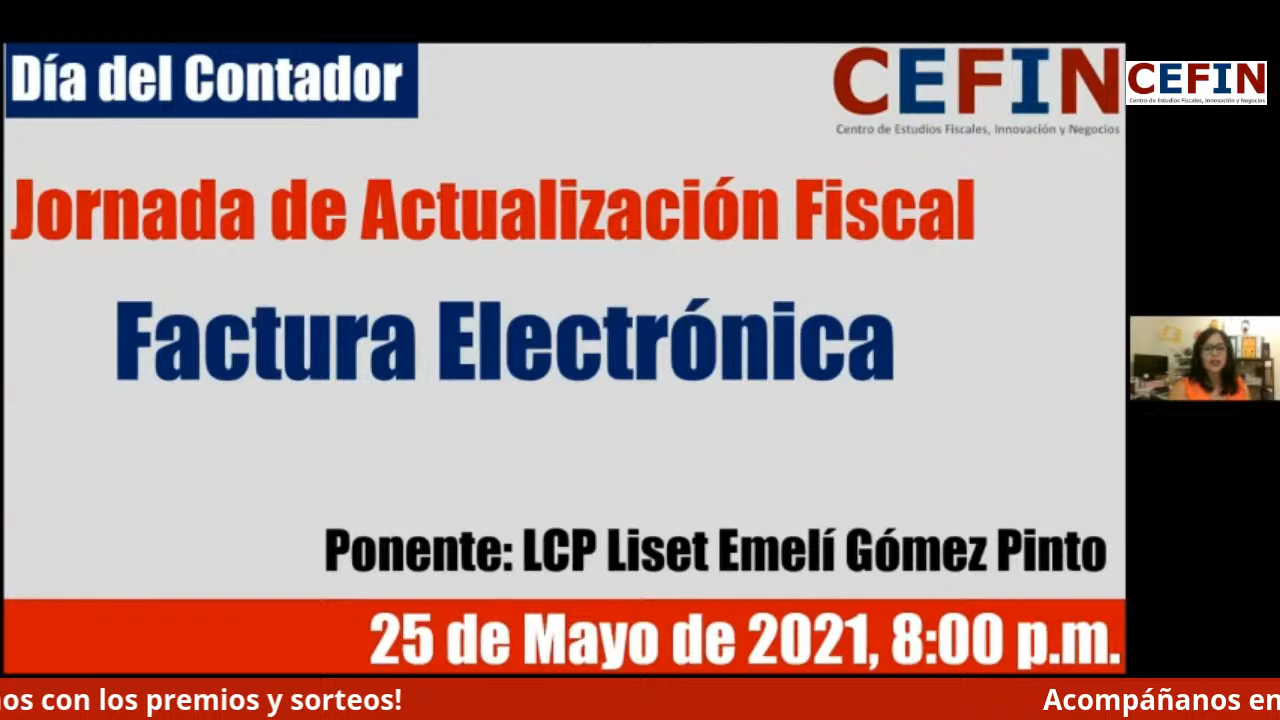 Día del Contador
CEFIN
Centro de Estudios Fiscales, Innovación y Negocios
CEFIN
Centro de Estudios Fiscales, Innovación y Negocios
Jornada de Actualización Fiscal
Factura Electrónica
Ponente: LCP Liset Emelí Gómez Pinto
25 de Mayo de 2021, 8:00 p.m.
os con los premios y sorteos!
Acompáñanos en